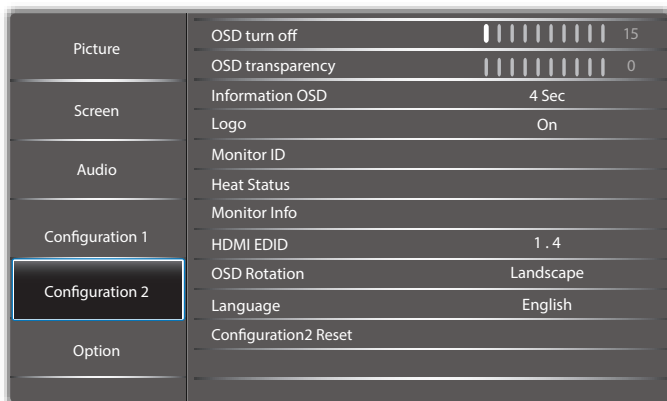 Picture
Screen
Audio
Configuration 1
Configuration 2
Option
OSD turn off 15
OSD transparency 0
Information OSD 4 Sec
Logo On
Monitor ID
Heat Status
Monitor Info
HDMI EDID 1 . 4
OSD Rotation Landscape
Language English
Configuration2 Reset